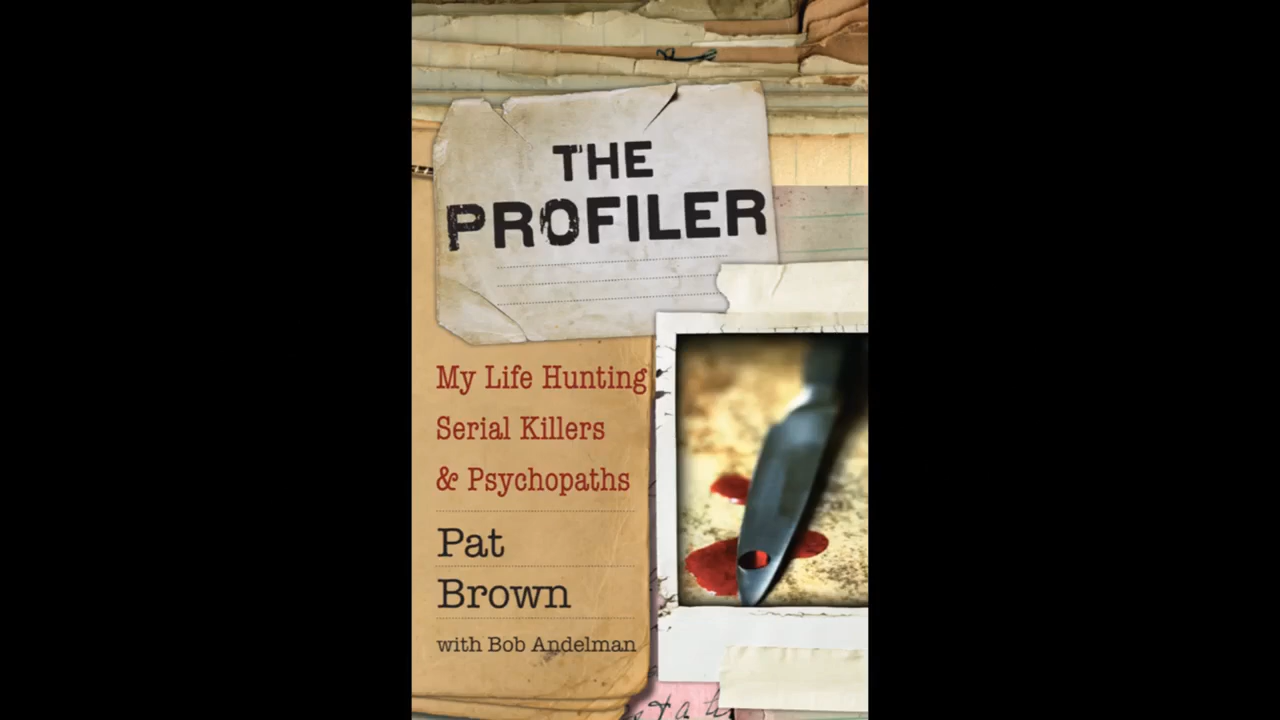 THE
PROFILER
My Life Hunting
Serial Killers
& Psychopaths
Pat
Brown
with Bob Andelman